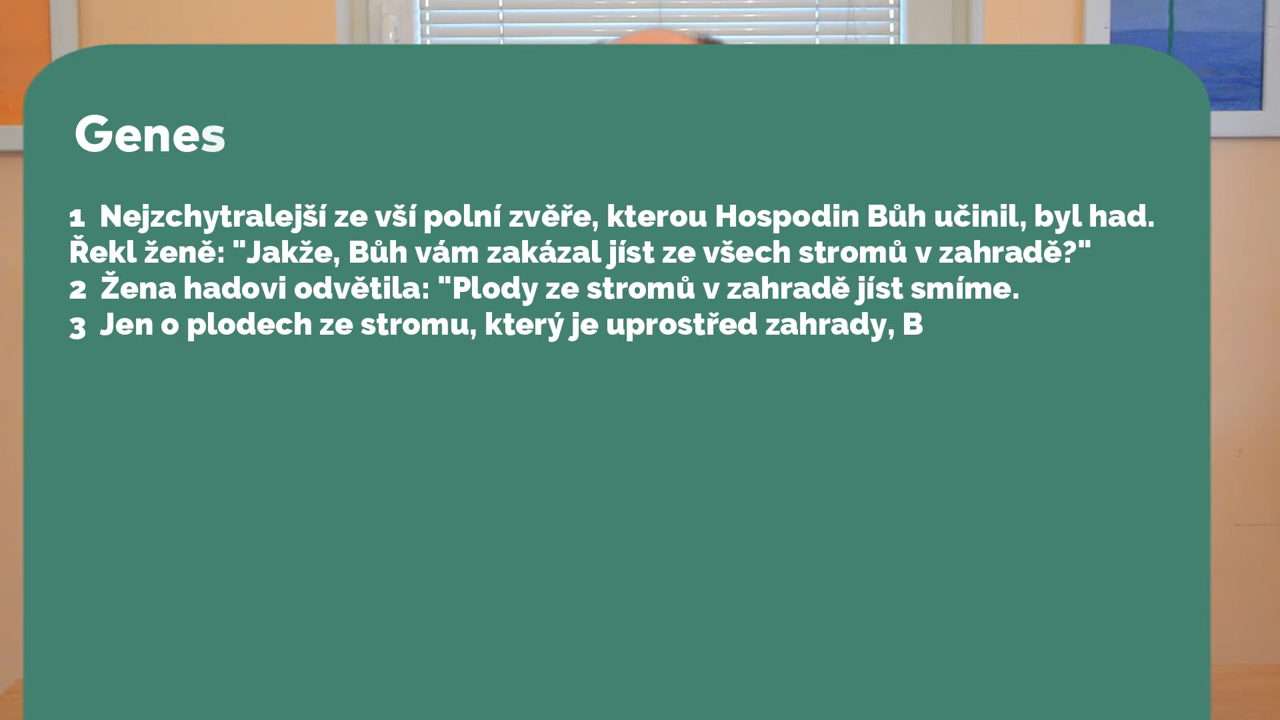 Genes
1 Nejzchytralejší ze vší polní zvěře, kterou Hospodin Bůh učinil, byl had.
Řekl ženě: "Jakže, Bůh vám zakázal jíst ze všech stromů v zahradě?"
2 Žena hadovi odvětila: "Plody ze stromů v zahradě jíst smíme.
3 Jen o plodech ze stromu, který je uprostřed zahrady, B